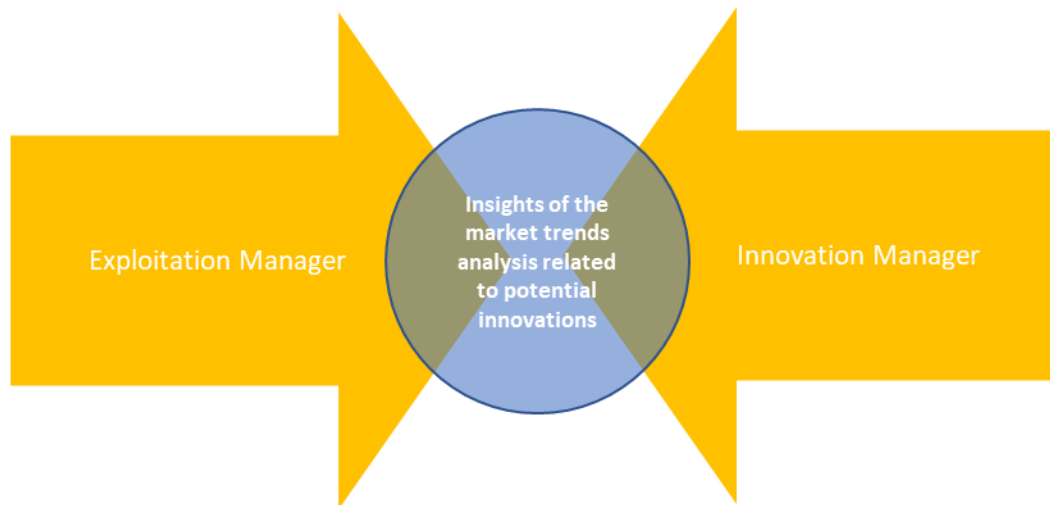 Exploitation Manager
Insights of the
market trends
analysis related
to potential
innovations
Innovation Manager